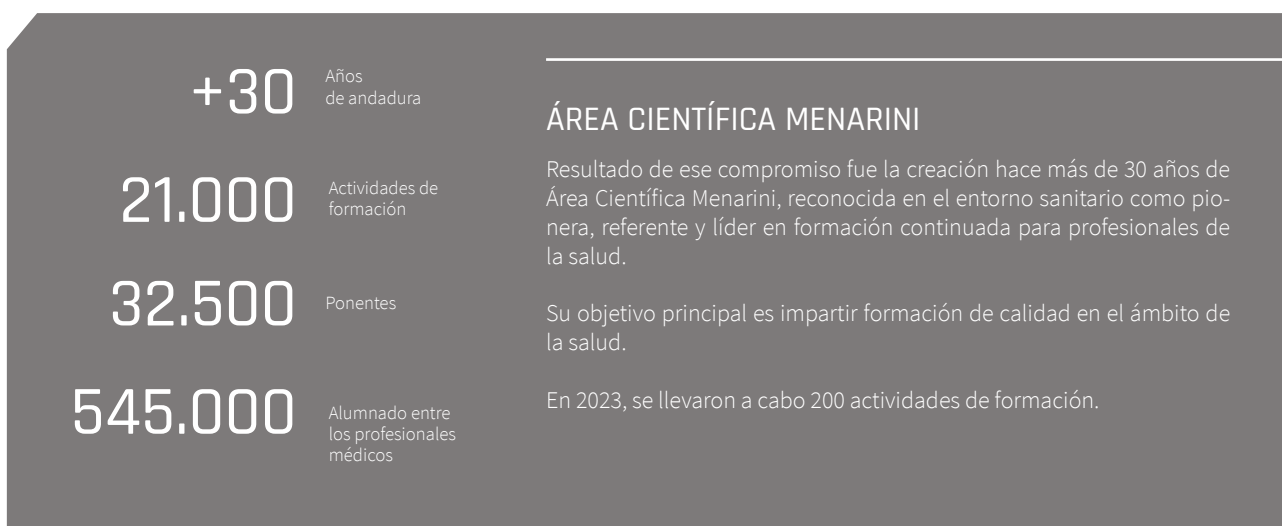 +30
Años
de andadura
21.000
Actividades de
formación
32.500
Ponentes
545.000
Alumnado entre
los profesionales
médicos
ÁREA CIENTÍFICA MENARINI
Resultado de ese compromiso fue la creación hace más de 30 años de
Área Científica Menarini, reconocida en el entorno sanitario como pio-
nera, referente y líder en formación continuada para profesionales de
la salud.
Su objetivo principal es impartir formación de calidad en el ámbito de
la salud.
En 2023, se llevaron a cabo 200 actividades de formación.